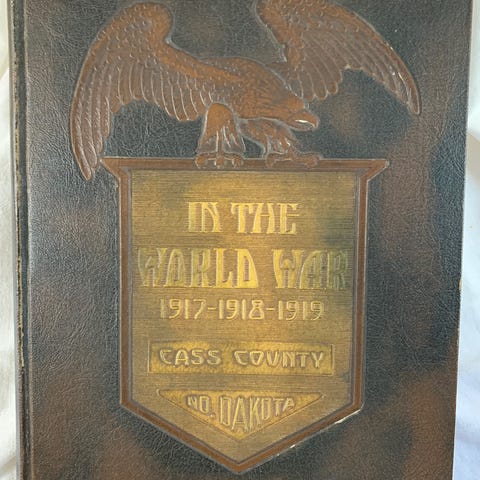 IN THE
WORLD WAR
1917-1918-1919
CASS COUNTY
NO. DAKOTA